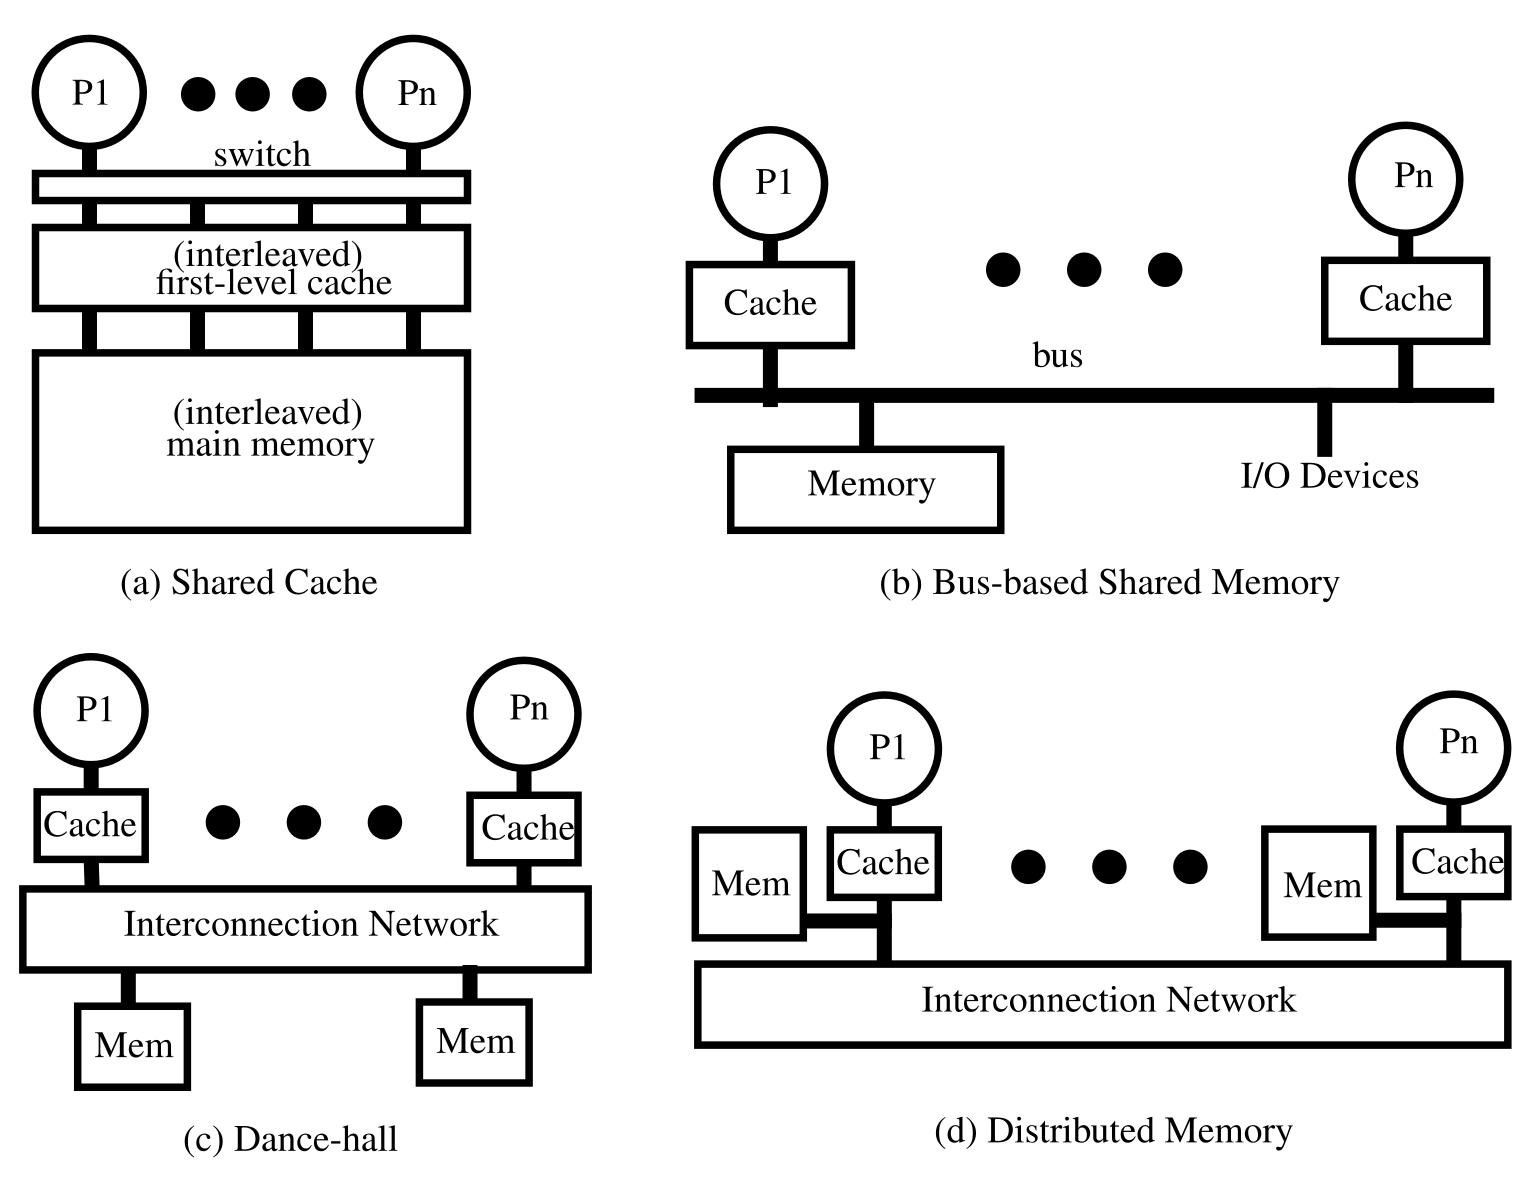 P1
Pn
switch
(interleaved)
first-level cache
(interleaved)
main memory
(a) Shared Cache
P1
Pn
Cache
Cache
bus
Memory
I/O Devices
(b) Bus-based Shared Memory
P1
Pn
Cache
Cache
Interconnection Network
Mem
Mem
(c) Dance-hall
P1
Pn
Mem
Cache
Mem
Cache
Interconnection Network
(d) Distributed Memory